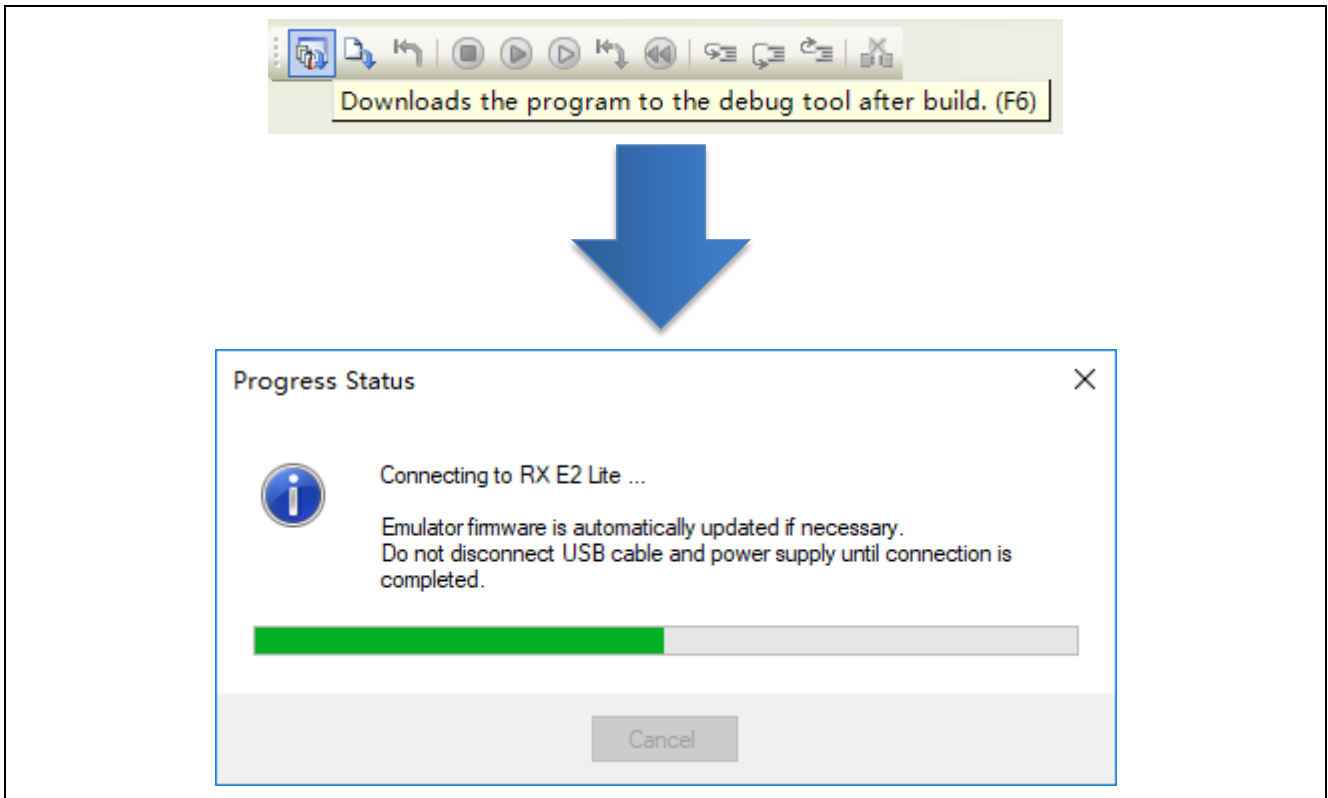 Downloads the program to the debug tool after build. (F6)
Progress Status
Connecting to RX E2 Lite ...
Emulator firmware is automatically updated if necessary.
Do not disconnect USB cable and power supply until connection is
completed.
Cancel